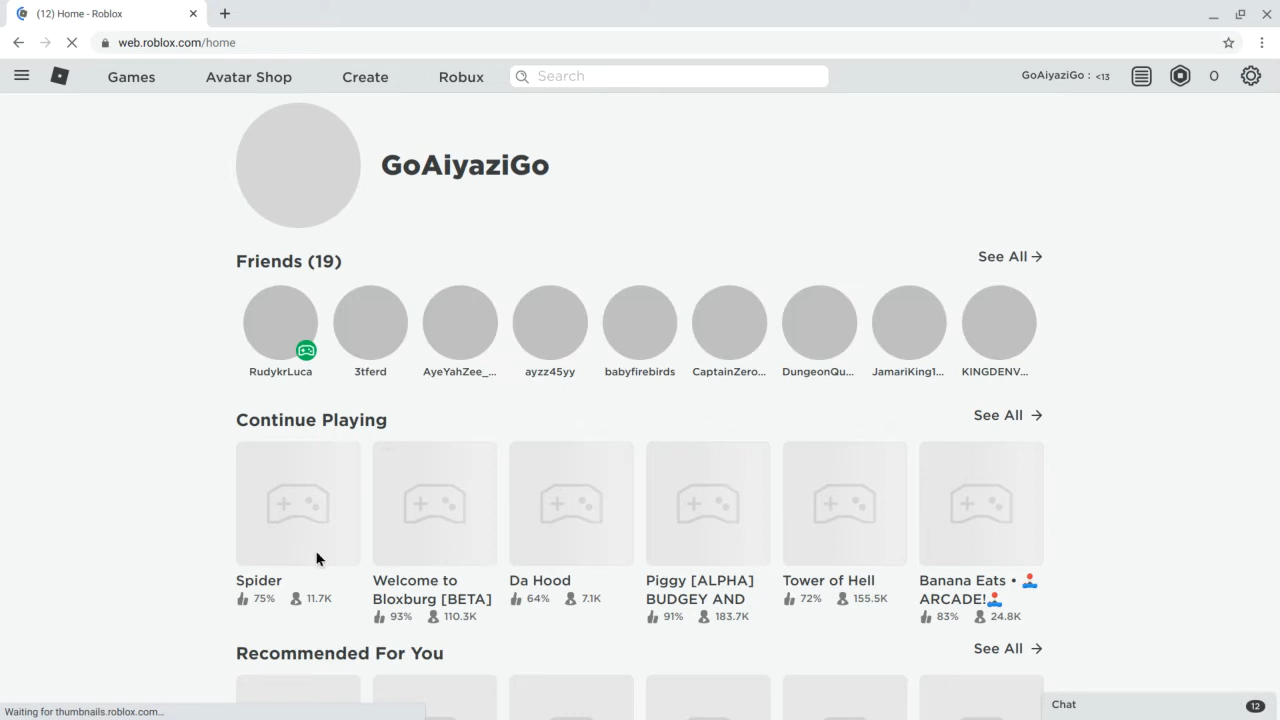 (12) Home - Roblox
web.roblox.com/home
Games Avatar Shop Create Robux Search GoAiyaziGo : <13 0
GoAiyaziGo
Friends (19) See All
RudykrLuca 3tferd AyeYahZee_... ayzz45yy babyfirebirds CaptainZero... DungeonQu... JamariKing1... KINGDENV...
Continue Playing See All
Spider Welcome to Da Hood Piggy [ALPHA] Tower of Hell Banana Eats •
75% 11.7K Bloxburg [BETA] 64% 7.1K BUDGEY AND 72% 155.5K ARCADE!
93% 110.3K 91% 183.7K 83% 24.8K
Recommended For You See All
Waiting for thumbnails.roblox.com... Chat 12